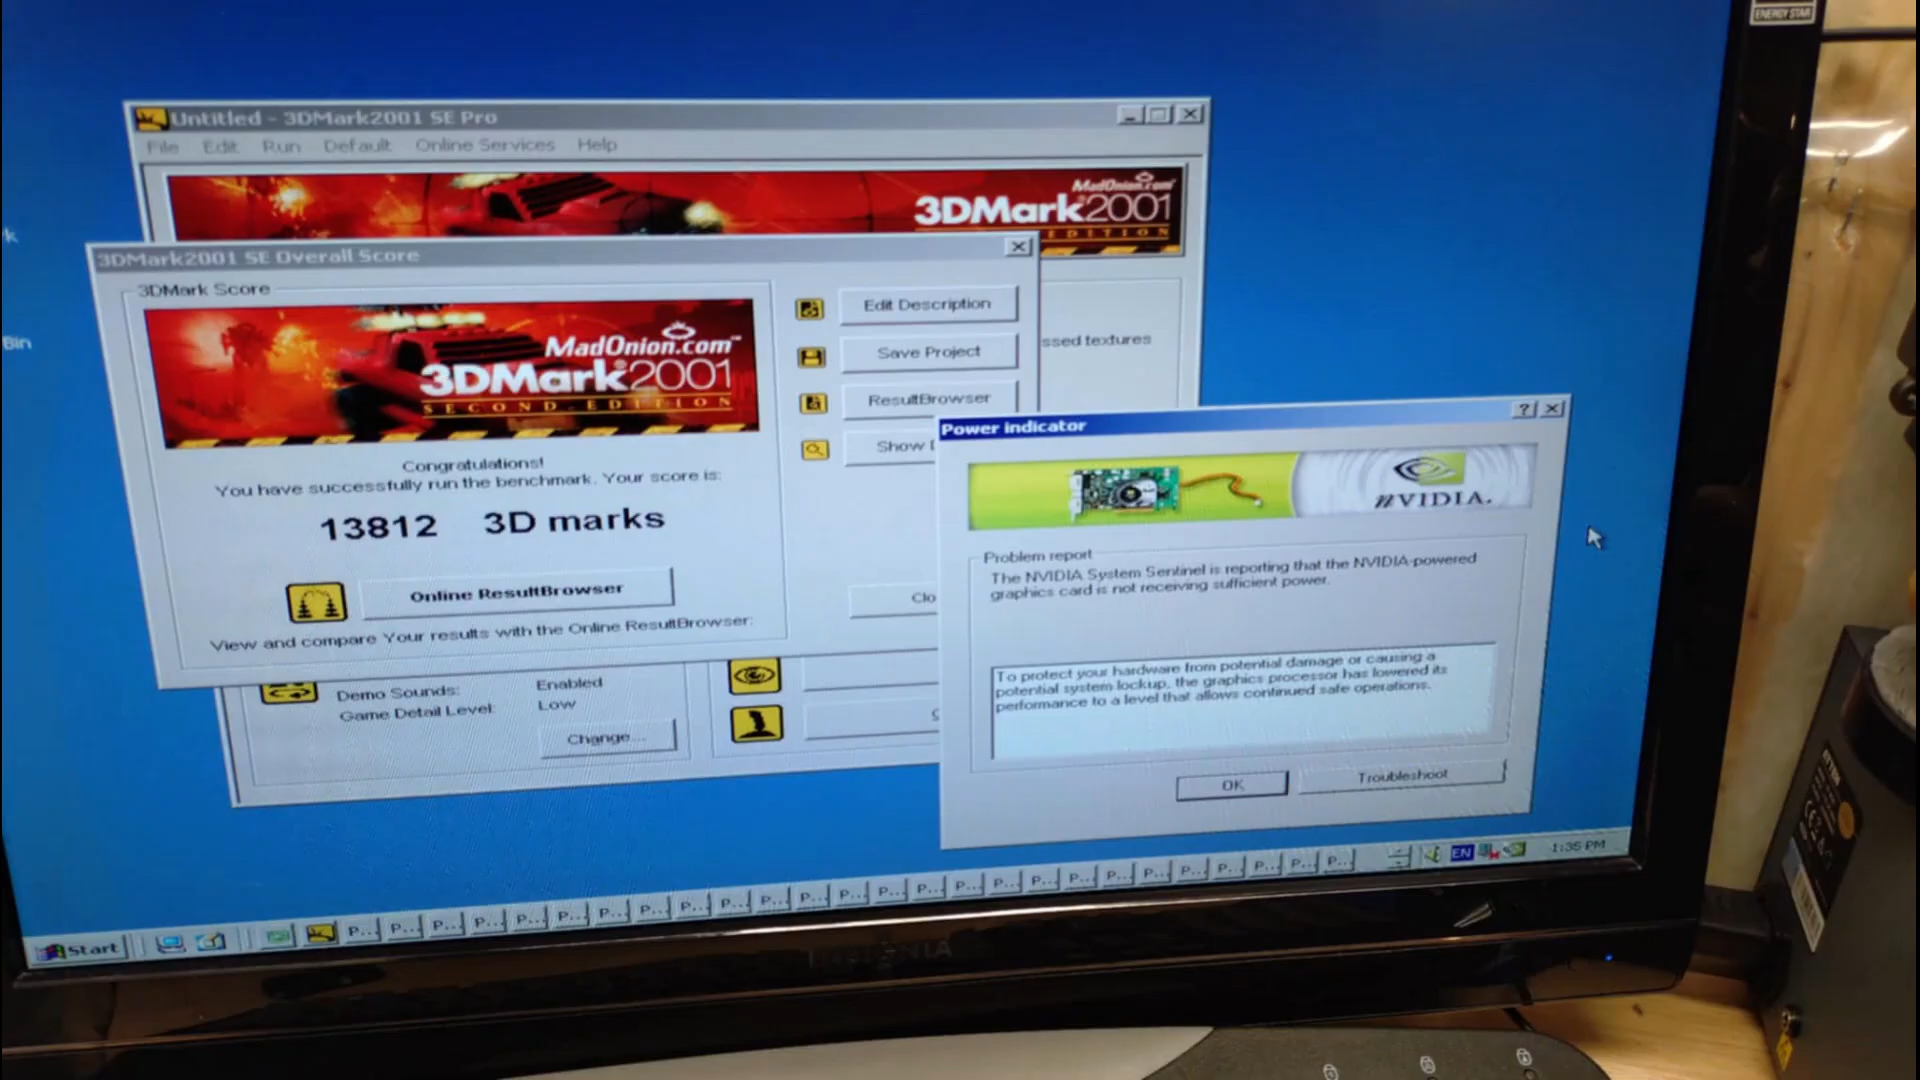 ENERGY STAR
Untitled - 3DMark2001 SE Pro
File Edit Run Default Online Services Help
MadOnion.com
3DMark2001
EDITION
k
3DMark2001 SE Overall Score
3DMark Score
MadOnion.com™
3DMark2001
SECOND EDITION
Edit Description
Save Project
ResultBrowser
Show
ssed textures
Bin
Congratulations!
You have successfully run the benchmark. Your score is:
13812 3D marks
Online ResultBrowser
View and compare Your results with the Online ResultBrowser:
Clo
Demo Sounds: Enabled
Game Detail Level: Low
Change...
Power indicator
nVIDIA.
Problem report
The NVIDIA System Sentinel is reporting that the NVIDIA-powered
graphics card is not receiving sufficient power.
To protect your hardware from potential damage or causing a
potential system lockup, the graphics processor has lowered its
performance to a level that allows continued safe operations.
OK Troubleshoot
Start P... P... P... P... P... P... P... P... P... P... P... P... P... P... P... P... P... P... P... P... P... P... P... P... P... P... EN 1:35 PM
INSIGNIA